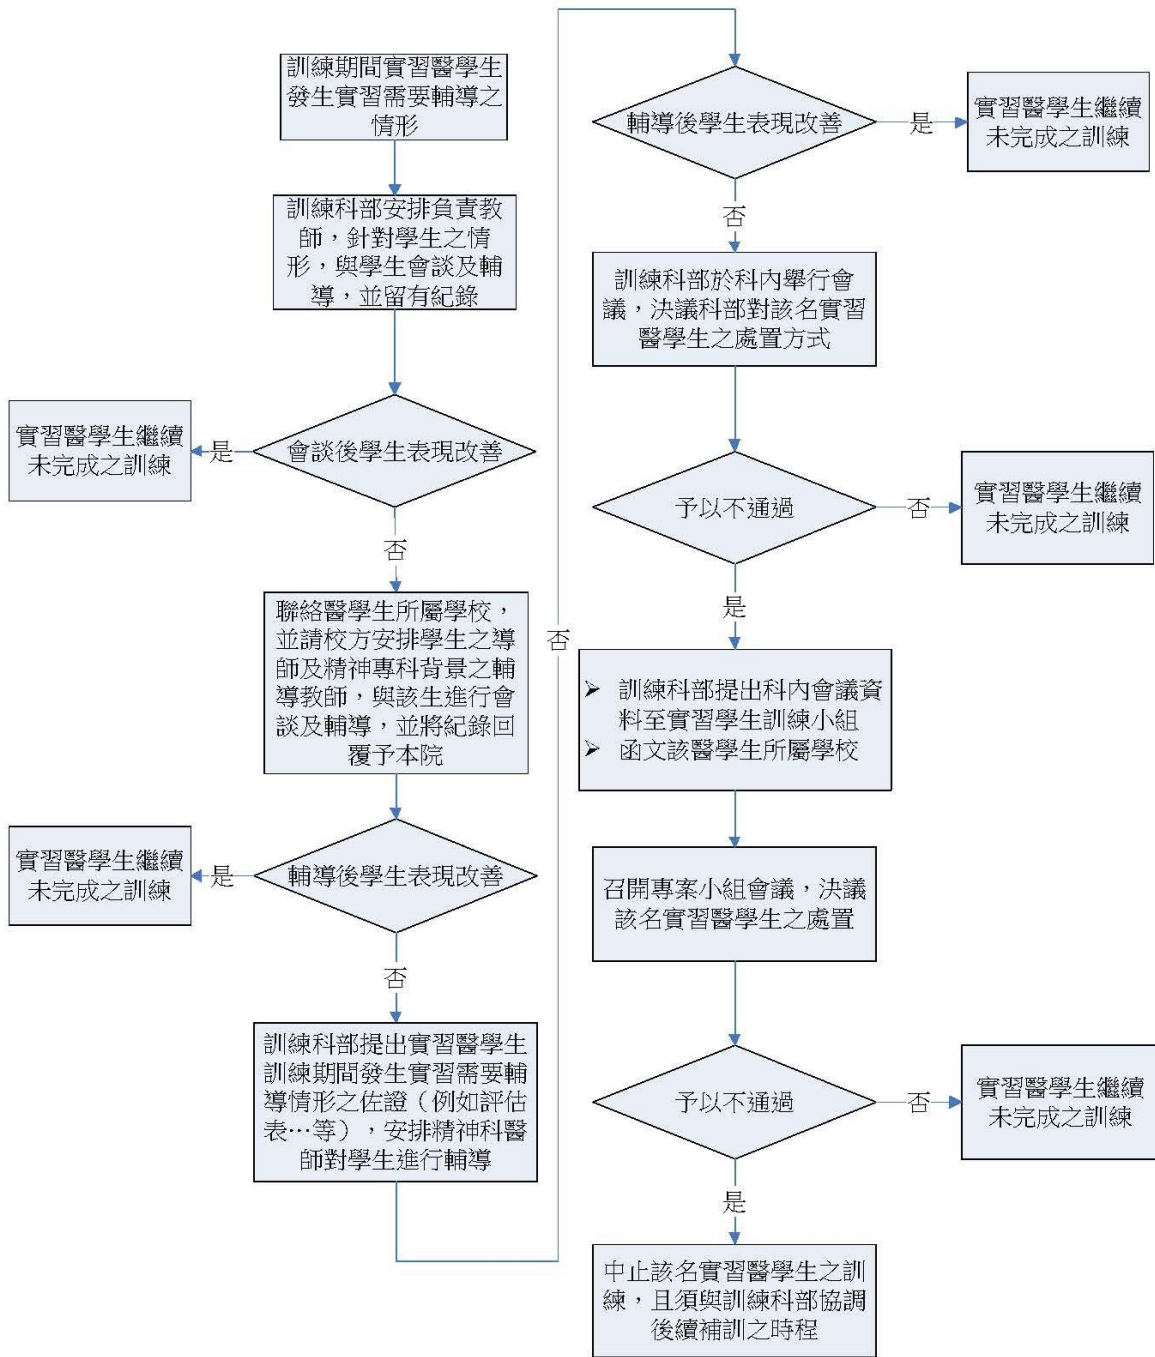 訓練期間實習醫學生
發生實習需要輔導之
情形
訓練科部安排負責教
師，針對學生之情
形，與學生會談及輔
導，並留有紀錄
會談後學生表現改善
是
實習醫學生繼續
未完成之訓練
否
聯絡醫學生所屬學校，
並請校方安排學生之導
師及精神專科背景之輔
導教師，與該生進行會
談及輔導，並將紀錄回
覆予本院
輔導後學生表現改善
是
實習醫學生繼續
未完成之訓練
否
訓練科部提出實習醫學生
訓練期間發生實習需要輔
導情形之佐證（例如評估
表…等），安排精神科醫
師對學生進行輔導
否
輔導後學生表現改善
是
實習醫學生繼續
未完成之訓練
否
訓練科部於科內舉行會
議，決議科部對該名實習
醫學生之處置方式
予以不通過
否
實習醫學生繼續
未完成之訓練
是
➢ 訓練科部提出科內會議資
料至實習學生訓練小組
➢ 函文該醫學生所屬學校
召開專案小組會議，決議
該名實習醫學生之處置
予以不通過
否
實習醫學生繼續
未完成之訓練
是
中止該名實習醫學生之訓
練，且須與訓練科部協調
後續補訓之時程